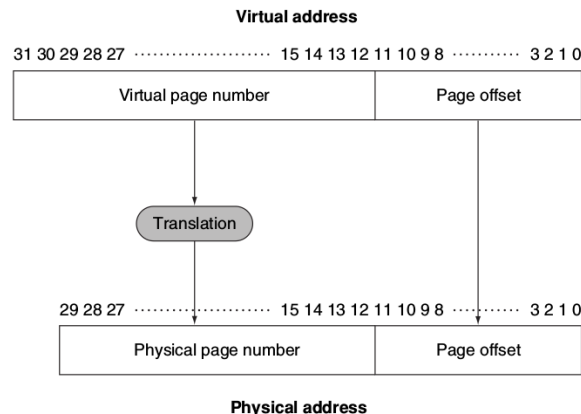 Virtual address
31 30 29 28 27 ··················· 15 14 13 12 11 10 9 8 ··········· 3 2 1 0
Virtual page number Page offset
Translation
29 28 27 ··················· 15 14 13 12 11 10 9 8 ··········· 3 2 1 0
Physical page number Page offset
Physical address